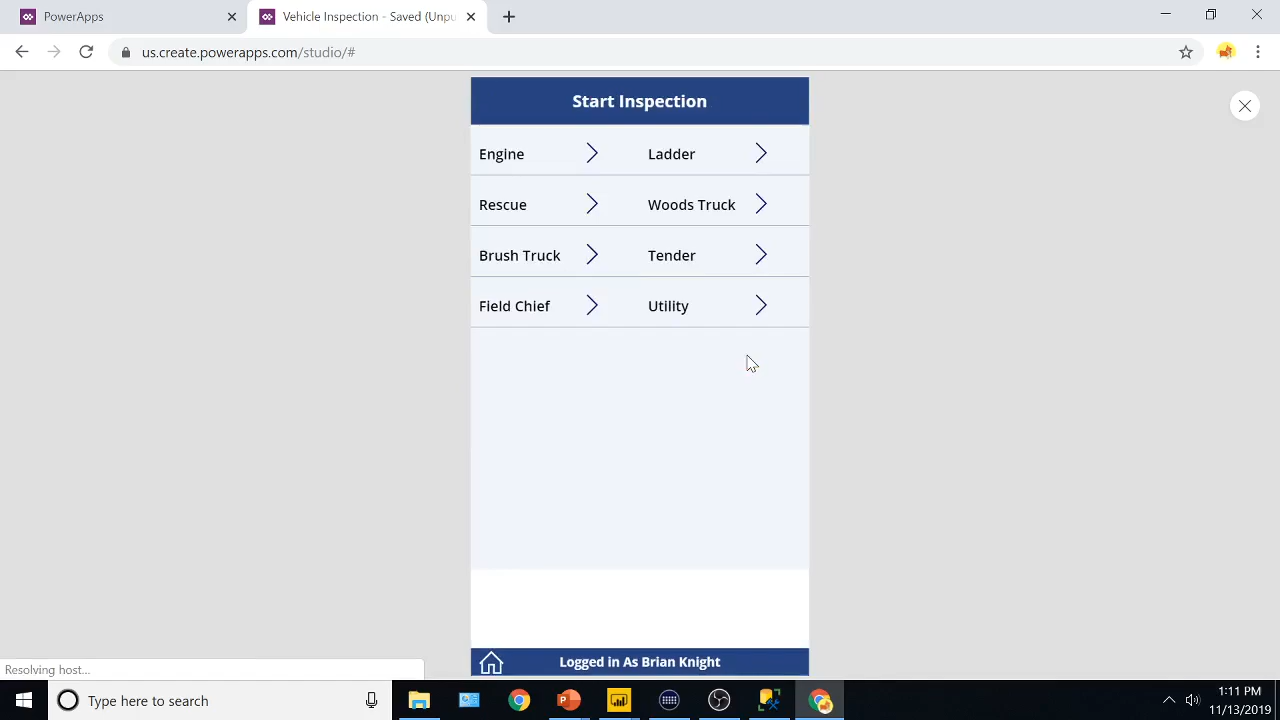 PowerApps
Vehicle Inspection - Saved (Unpu
us.create.powerapps.com/studio/#
Start Inspection
Engine
Ladder
Rescue
Woods Truck
Brush Truck
Tender
Field Chief
Utility
Logged in As Brian Knight
Resolving host...
Type here to search
1:11 PM
11/13/2019